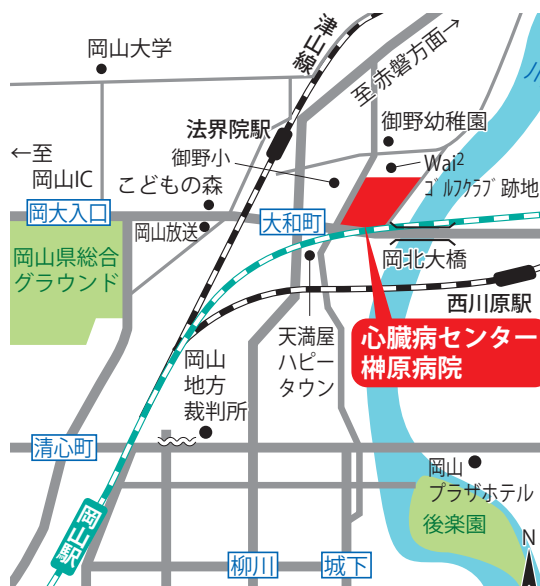 岡山大学
津山線
至 赤磐方面→
川
法界院駅
御野幼稚園
←至
岡山IC
御野小
Wai²
ゴルフクラブ 跡地
こどもの森
岡大入口
岡山放送
大和町
岡北大橋
岡山県総合
グラウンド
西川原駅
天満屋
ハピー
タウン
心臓病センター
榊原病院
岡山
地方
裁判所
清心町
岡山
プラザホテル
岡山駅
後楽園
柳川
城下
N